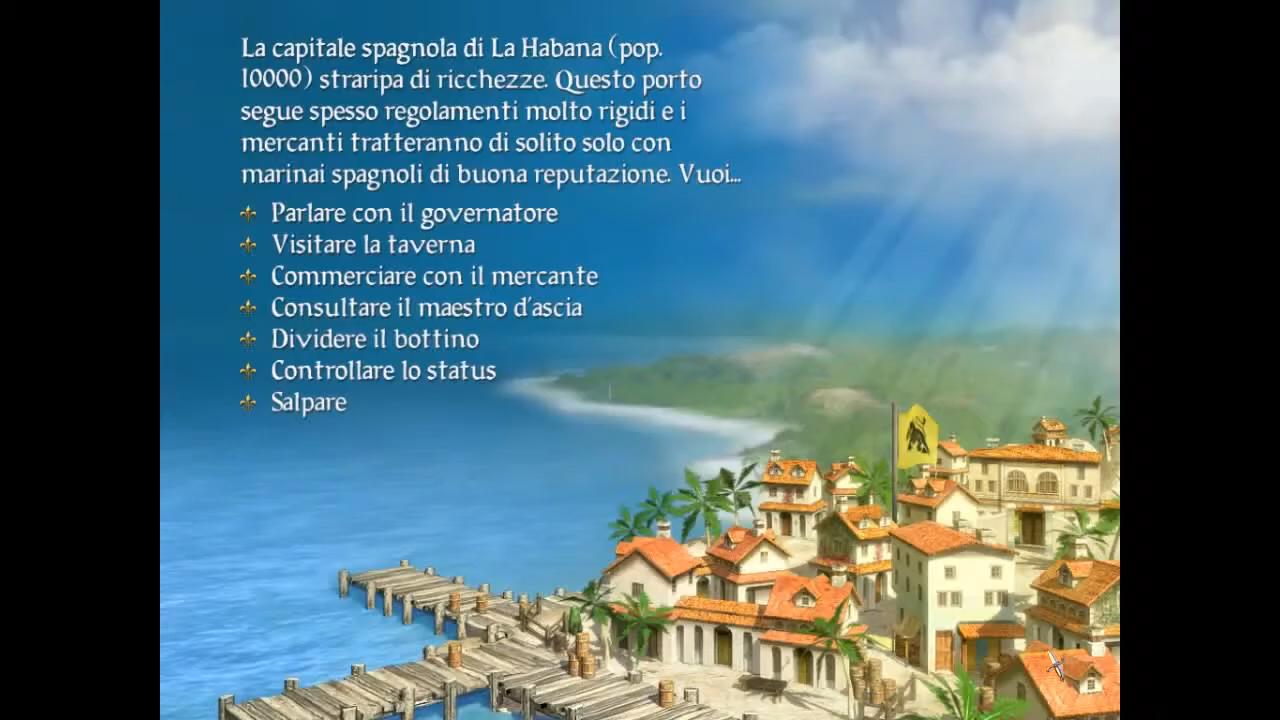 La capitale spagnola di La Habana (pop.
10000) straripa di ricchezze. Questo porto
segue spesso regolamenti molto rigidi e i
mercanti tratteranno di solito solo con
marinai spagnoli di buona reputazione. Vuoi...
Parlare con il governatore
Visitare la taverna
Commerciare con il mercante
Consultare il maestro d'ascia
Dividere il bottino
Controllare lo status
Salpare